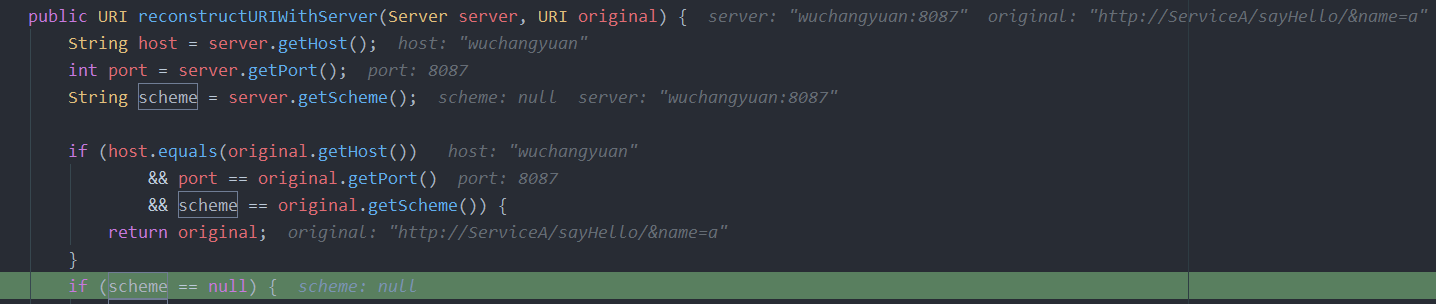 public URI reconstructURIWithServer(Server server, URI original) {  server: "wuchangyuan:8087"  original: "http://ServiceA/sayHello/&name=a"
    String host = server.getHost();  host: "wuchangyuan"
    int port = server.getPort();  port: 8087
    String scheme = server.getScheme();  scheme: null  server: "wuchangyuan:8087"
    if (host.equals(original.getHost())  host: "wuchangyuan"
            && port == original.getPort()  port: 8087
            && scheme == original.getScheme()) {
        return original;  original: "http://ServiceA/sayHello/&name=a"
    }
    if (scheme == null) {  scheme: null